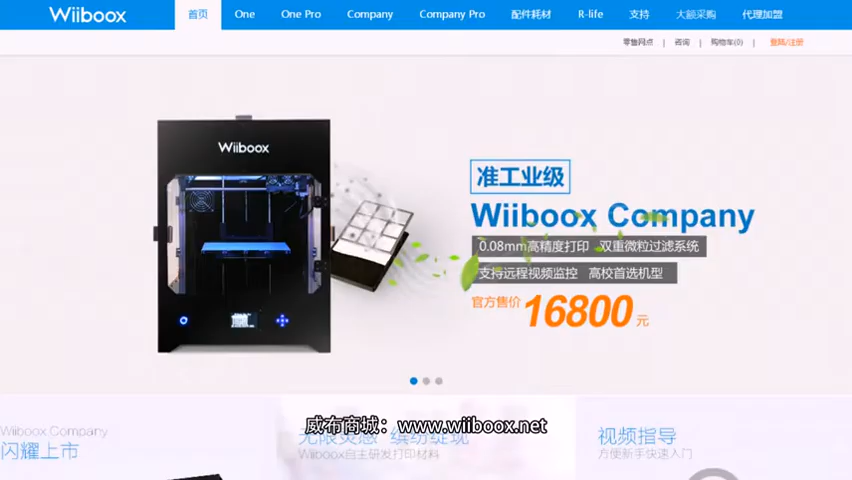 Wiiboox 首页 One One Pro Company Company Pro 配件耗材 R-life 支持 大额采购 代理加盟
零售网点 | 咨询 | 购物车(0) | 登陆/注册
Wiiboox
准工业级
Wiiboox Company
0.08mm高精度打印 双重微粒过滤系统
支持远程视频监控 高校首选机型
官方售价16800元
Wiiboox Company
闪耀上市
无限灵感 缤纷绽现
Wiiboox自主研发打印材料
视频指导
方便新手快速入门
威布商城：www.wiiboox.net